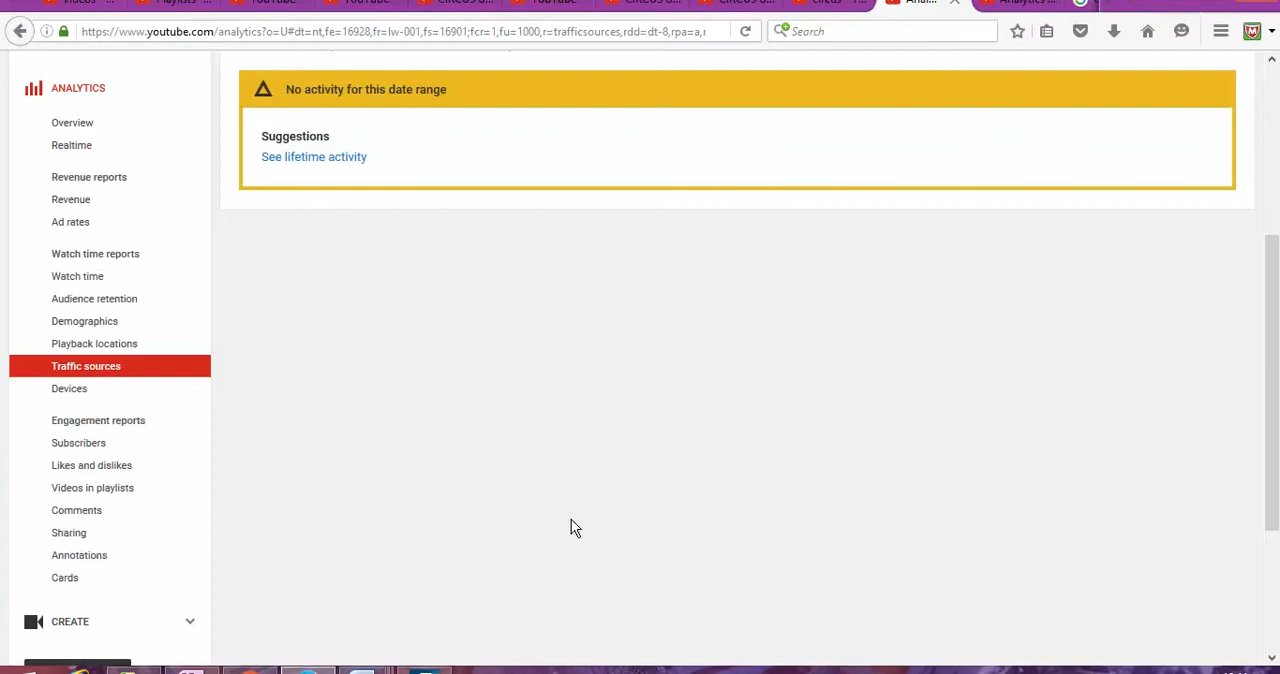 https://www.youtube.com/analytics?o=U#dt=nt,fe=16928,fr=lw-001,fs=16901;fcr=1,fu=1000,r=trafficsources,rdd=dt-8,rpa=a,r
Search
ANALYTICS
Overview
Realtime
Revenue reports
Revenue
Ad rates
Watch time reports
Watch time
Audience retention
Demographics
Playback locations
Traffic sources
Devices
Engagement reports
Subscribers
Likes and dislikes
Videos in playlists
Comments
Sharing
Annotations
Cards
CREATE
No activity for this date range
Suggestions
See lifetime activity